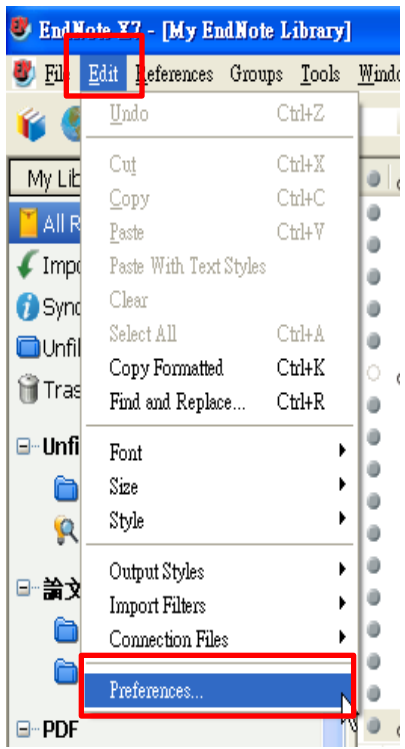 EndNote X7 - [My EndNote Library]
File Edit References Groups Tools Windo
Undo Ctrl+Z
Cut Ctrl+X
Copy Ctrl+C
Paste Ctrl+V
Paste With Text Styles
Clear
Select All Ctrl+A
Copy Formatted Ctrl+K
Find and Replace... Ctrl+R
Font
Size
Style
Output Styles
Import Filters
Connection Files
Preferences...
My Lib
All R
Impo
Sync
Unfil
Tras
Unfi
論文
PDF